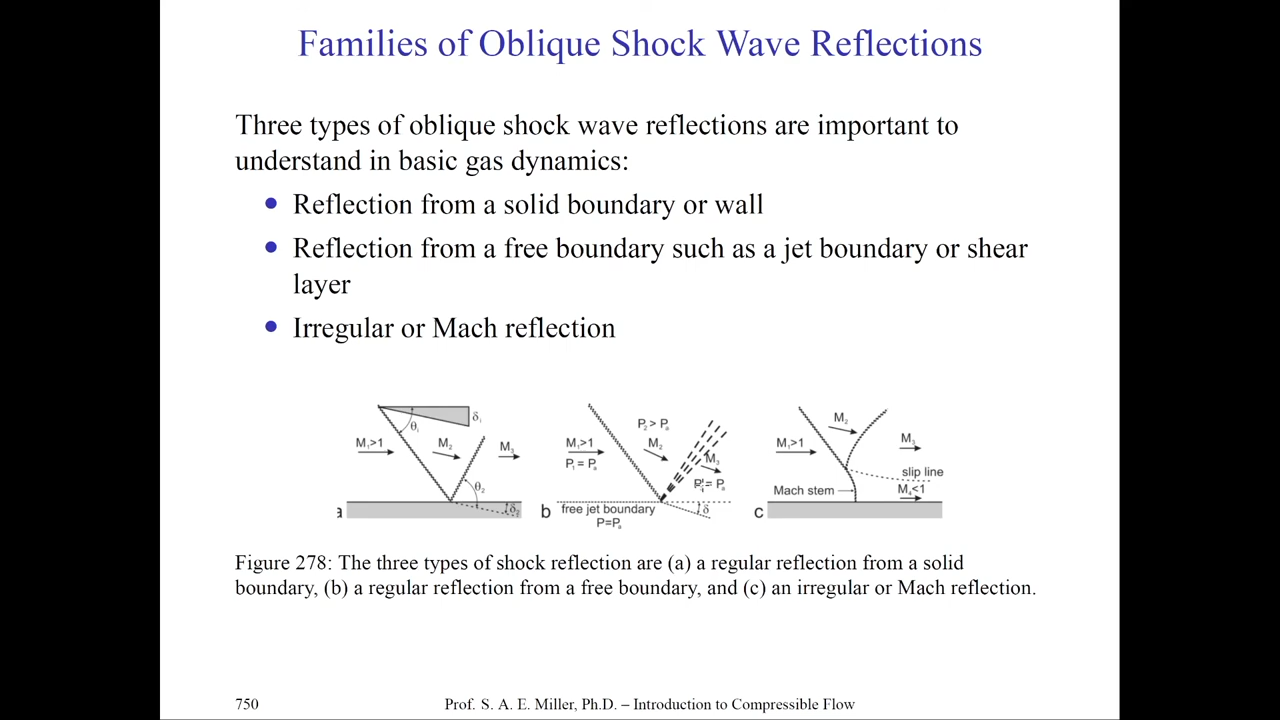 Families of Oblique Shock Wave Reflections
Three types of oblique shock wave reflections are important to
understand in basic gas dynamics:
Reflection from a solid boundary or wall
Reflection from a free boundary such as a jet boundary or shear
layer
Irregular or Mach reflection
δ₁
θ₁
M₁>1
M₂
M₃
θ₂
δ₂
a
P₂ > Pₐ
M₁>1
M₂
P₁ = Pₐ
M₃
= Pₐ
b
free jet boundary
P=Pₐ
δ
M₂
M₁>1
M₃
slip line
Mach stem
M₄<1
c
Figure 278: The three types of shock reflection are (a) a regular reflection from a solid
boundary, (b) a regular reflection from a free boundary, and (c) an irregular or Mach reflection.
750
Prof. S. A. E. Miller, Ph.D. – Introduction to Compressible Flow